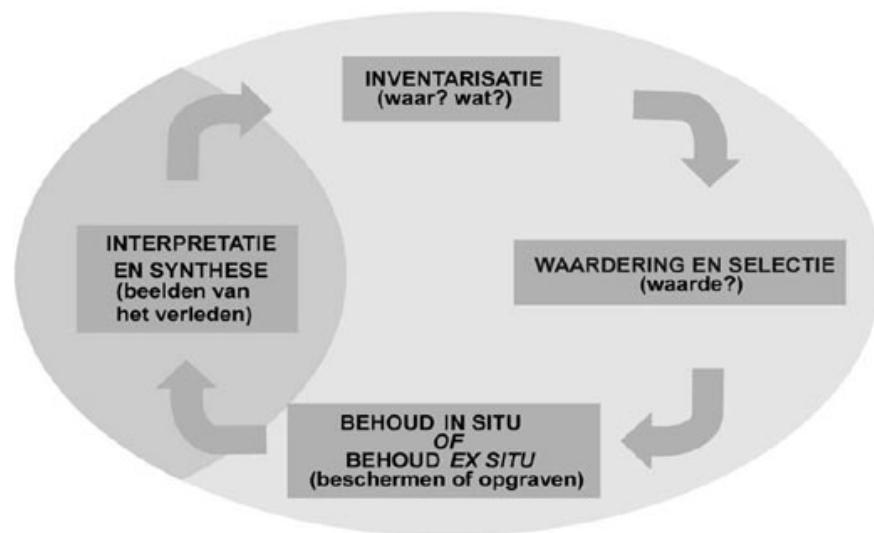 INVENTARISATIE
(waar? wat?)
WAARDERING EN SELECTIE
(waarde?)
BEHOUD IN SITU
OF
BEHOUD EX SITU
(beschermen of opgraven)
INTERPRETATIE
EN SYNTHESE
(beelden van
het verleden)